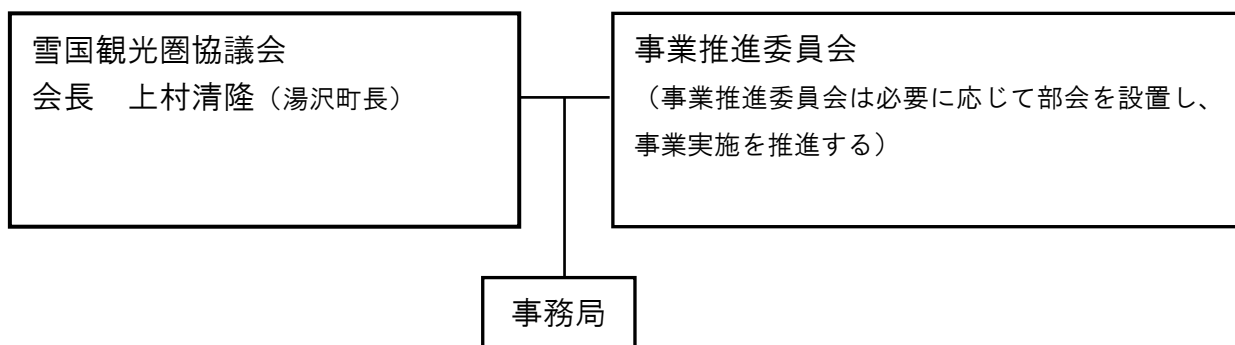 雪国観光圏協議会
会長　上村清隆（湯沢町長）
事業推進委員会
（事業推進委員会は必要に応じて部会を設置し、
事業実施を推進する）
事務局